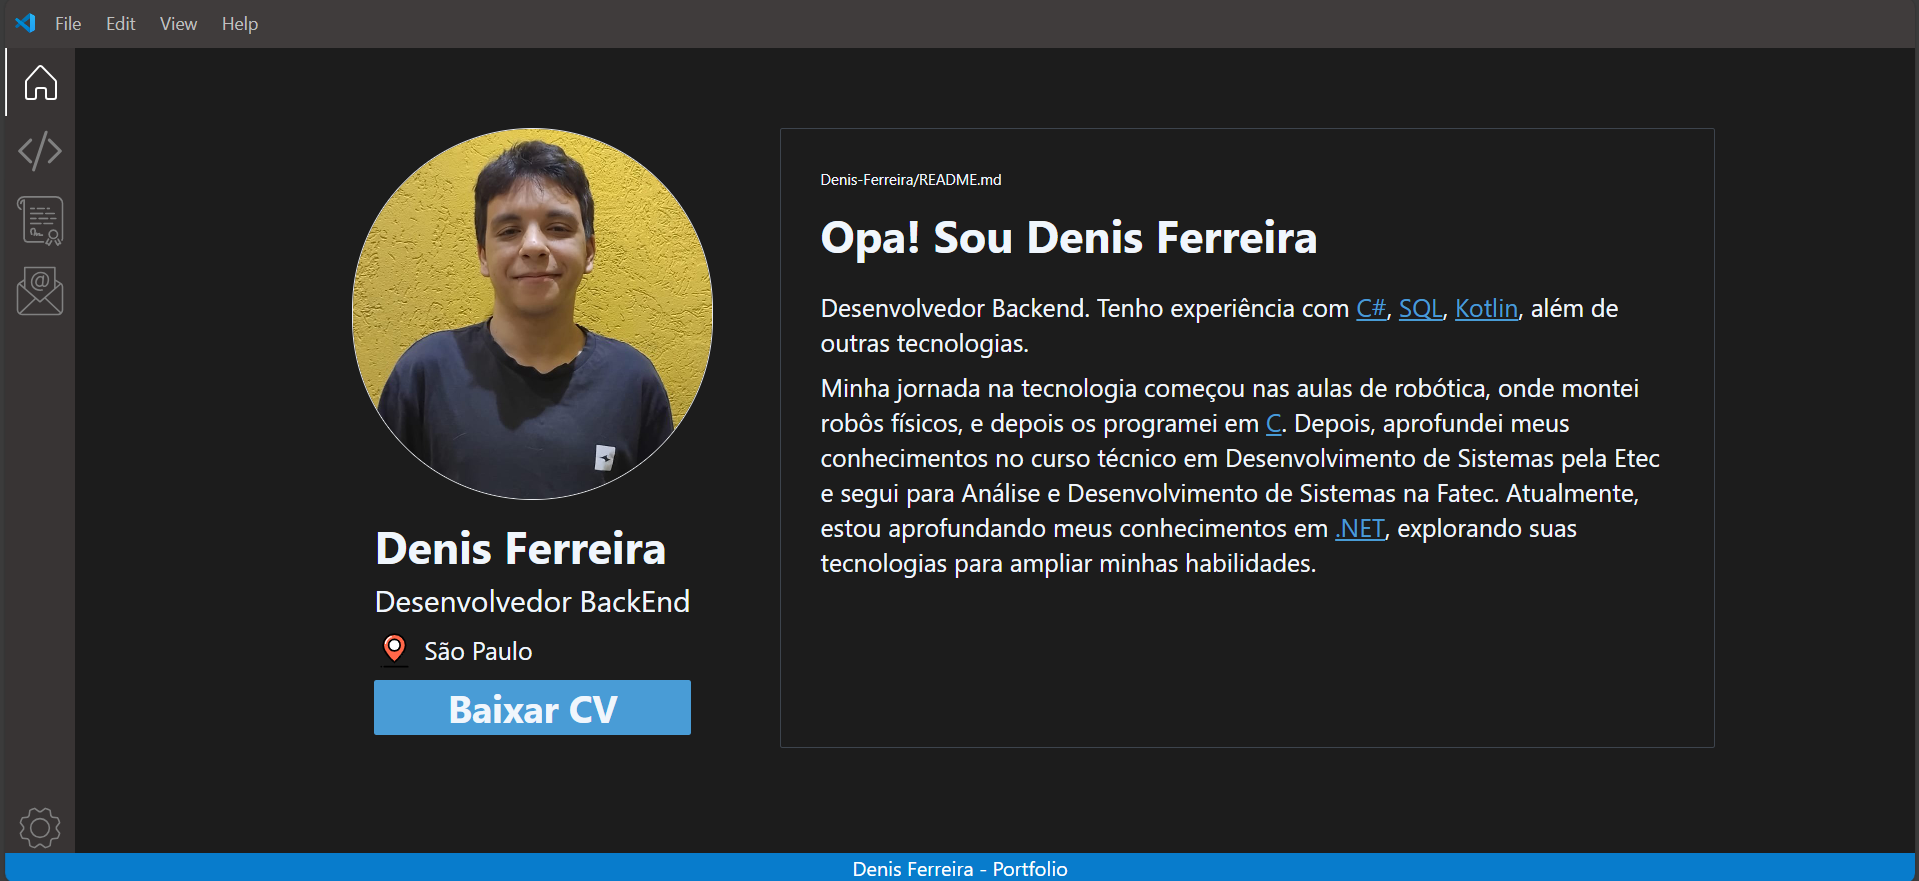 File Edit View Help
Denis Ferreira
Desenvolvedor BackEnd
São Paulo
Baixar CV
Denis-Ferreira/README.md
Opa! Sou Denis Ferreira
Desenvolvedor Backend. Tenho experiência com C#, SQL, Kotlin, além de
outras tecnologias.
Minha jornada na tecnologia começou nas aulas de robótica, onde montei
robôs físicos, e depois os programei em C. Depois, aprofundei meus
conhecimentos no curso técnico em Desenvolvimento de Sistemas pela Etec
e segui para Análise e Desenvolvimento de Sistemas na Fatec. Atualmente,
estou aprofundando meus conhecimentos em .NET, explorando suas
tecnologias para ampliar minhas habilidades.
Denis Ferreira - Portfolio